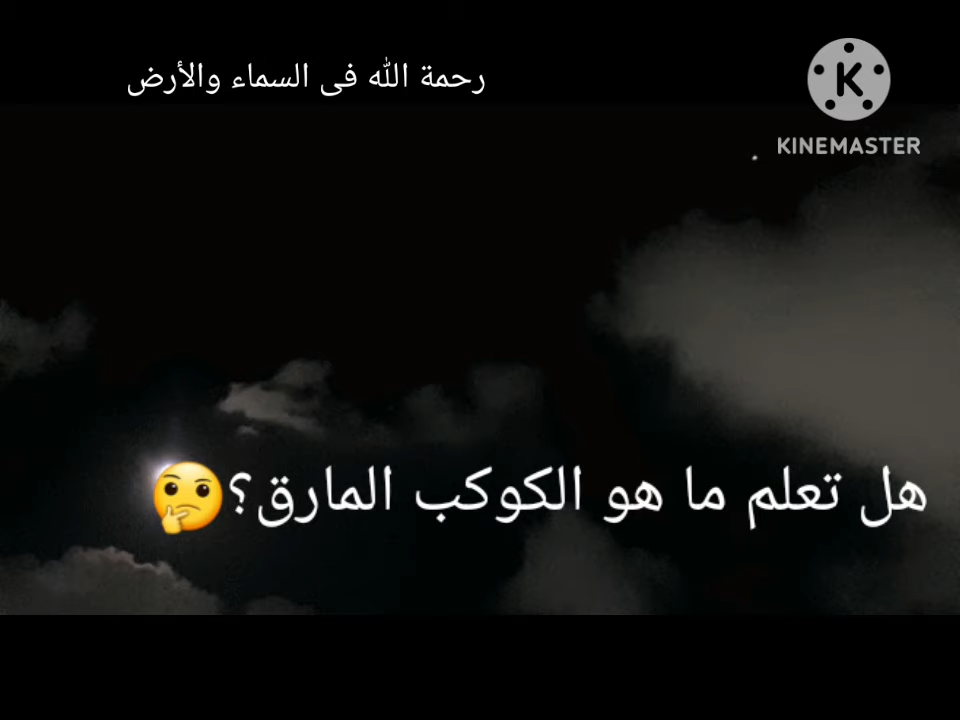 رحمة الله فى السماء والأرض
KINEMASTER
هل تعلم ما هو الكوكب المارق؟🤔